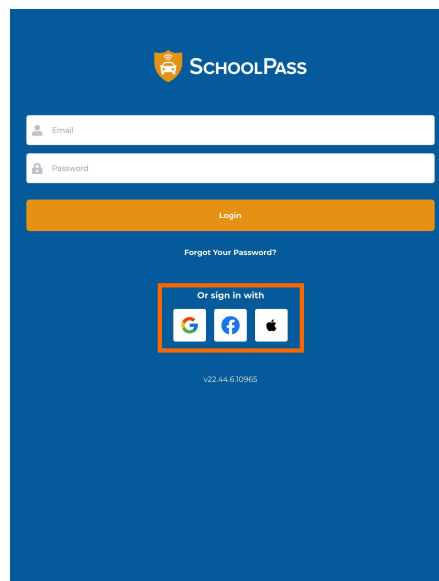 SCHOOLPASS
Email
Password
Login
Forgot Your Password?
Or sign in with
G
f
v22.44.6.10965